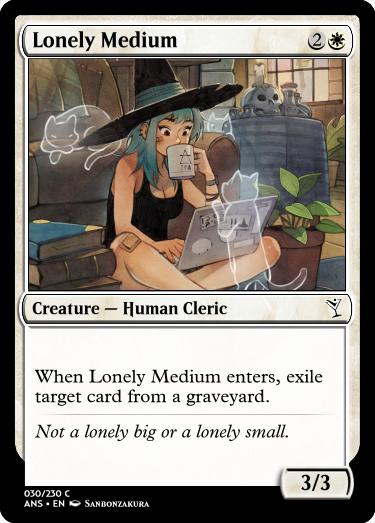 Lonely Medium 2
Creature — Human Cleric
When Lonely Medium enters, exile
target card from a graveyard.
Not a lonely big or a lonely small.
3/3
030/230 C
ANS • EN SANBONZAKURA